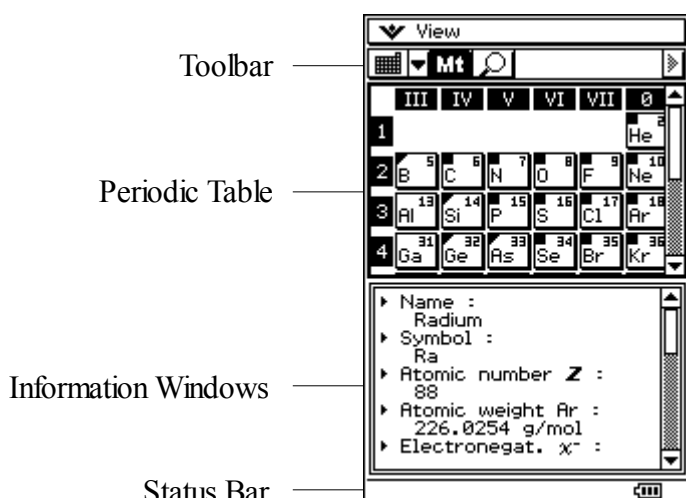 View
Toolbar
Mt
III IV V VI VII 0
1 He 2
2 B 5 C 6 N 7 O 8 F 9 Ne 10
Periodic Table
3 Al 13 Si 14 P 15 S 16 Cl 17 Ar 18
4 Ga 31 Ge 32 As 33 Se 34 Br 35 Kr 36
Name :
Radium
Symbol :
Ra
Information Windows
Atomic number Z :
88
Atomic weight Ar :
226.0254 g/mol
Electronegat. χ- :
Status Bar